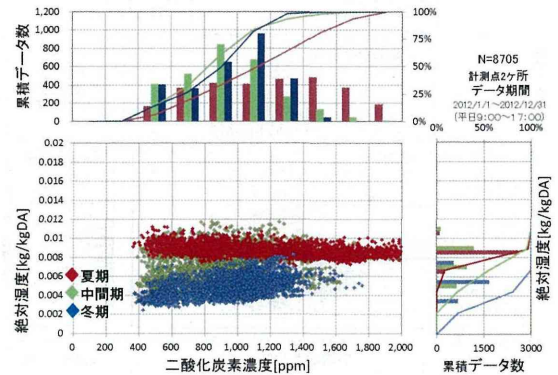 累積データ数
1,200
1,000
800
600
400
200
0
100%
75%
50%
25%
0%
N=8705
計測点2ヶ所
データ期間
2012/1/1~2012/12/31
(平日9:00~17:00)
絶対湿度[kg/kgDA]
0.02
0.018
0.016
0.014
0.012
0.01
0.008
0.006
0.004
0.002
0
夏期
中間期
冬期
0 200 400 600 800 1,000 1,200 1,400 1,600 1,800 2,000
二酸化炭素濃度[ppm]
0% 50% 100%
絶対湿度[kg/kgDA]
0 3000
累積データ数